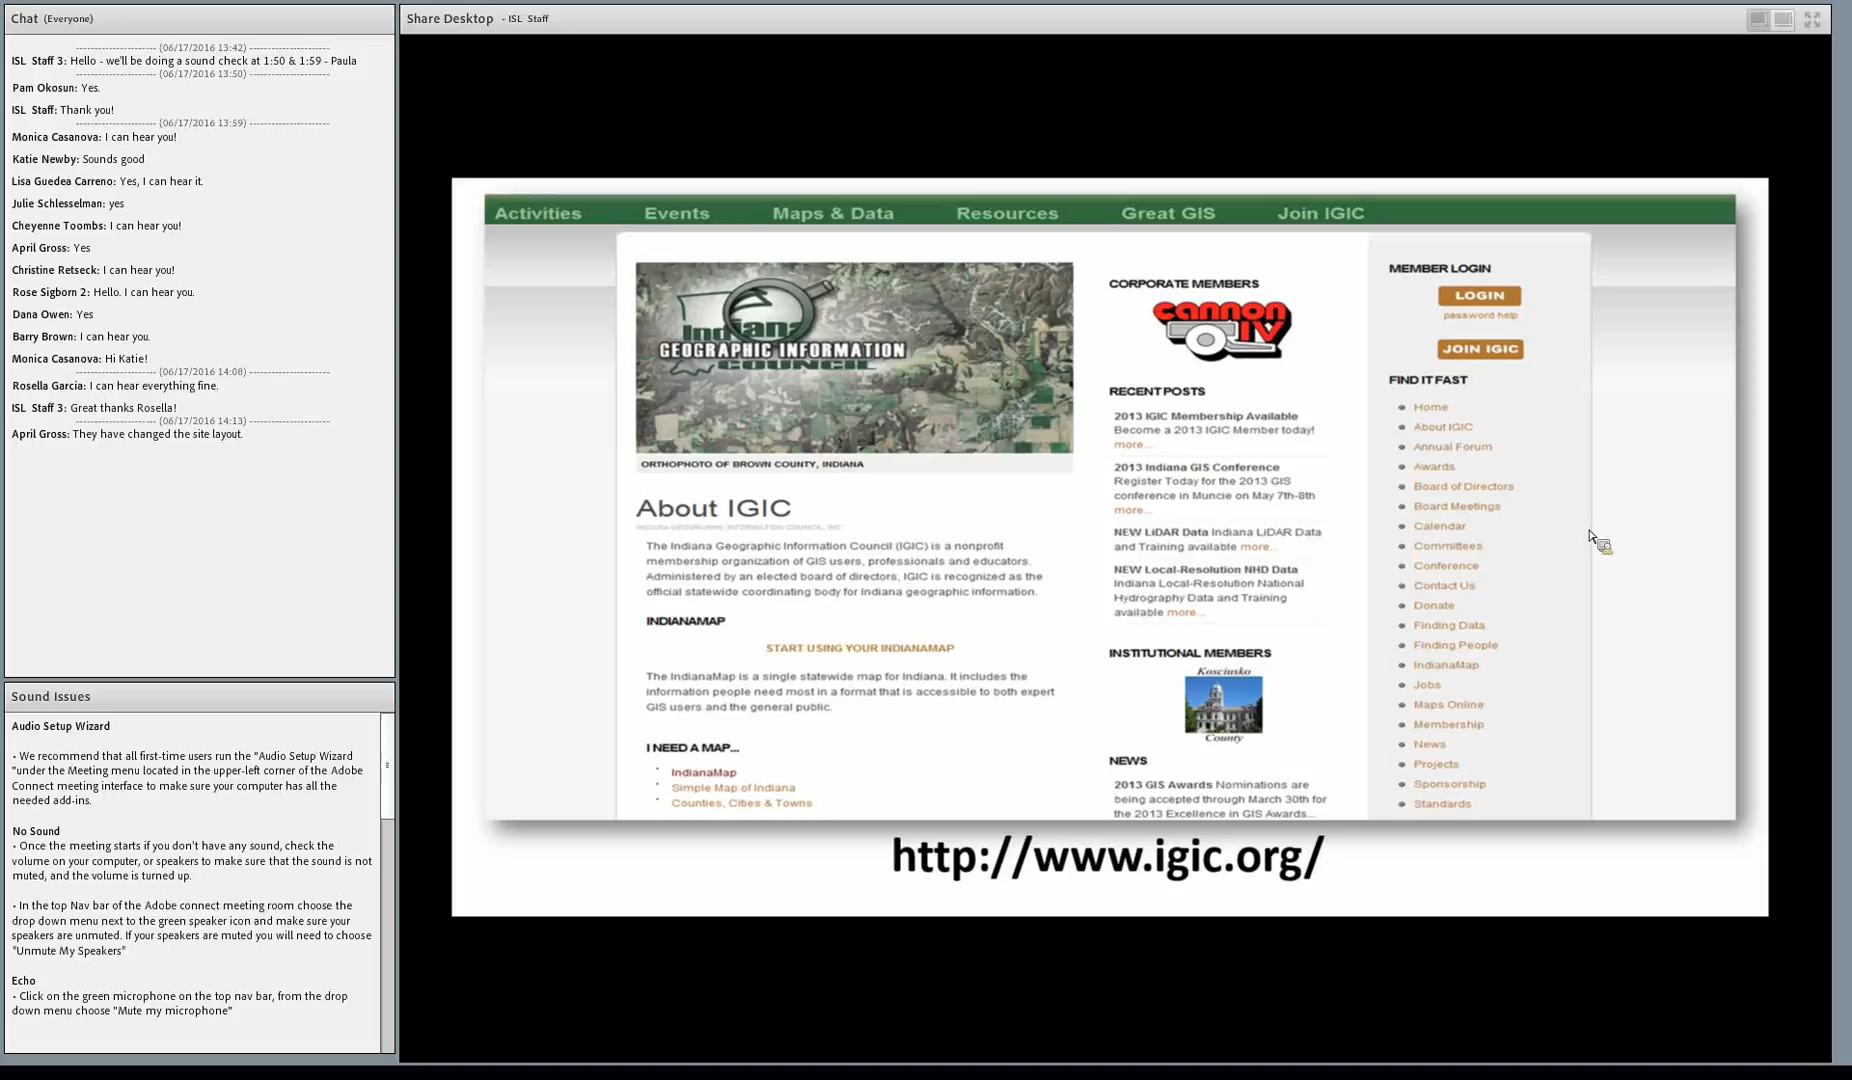 Chat (Everyone)
---------------------- (06/17/2016 13:42) ----------------------
ISL Staff 3: Hello - we'll be doing a sound check at 1:50 & 1:59 - Paula
---------------------- (06/17/2016 13:50) ----------------------
Pam Okosun: Yes.
ISL Staff: Thank you!
---------------------- (06/17/2016 13:59) ----------------------
Monica Casanova: I can hear you!
Katie Newby: Sounds good
Lisa Guedea Carreno: Yes, I can hear it.
Julie Schlesselman: yes
Cheyenne Toombs: I can hear you!
April Gross: Yes
Christine Retseck: I can hear you!
Rose Sigborn 2: Hello. I can hear you.
Dana Owen: Yes
Barry Brown: I can hear you.
Monica Casanova: Hi Katie!
---------------------- (06/17/2016 14:08) ----------------------
Rosella Garcia: I can hear everything fine.
ISL Staff 3: Great thanks Rosella!
---------------------- (06/17/2016 14:13) ----------------------
April Gross: They have changed the site layout.
Sound Issues
Audio Setup Wizard
• We recommend that all first-time users run the "Audio Setup Wizard
"under the Meeting menu located in the upper-left corner of the Adobe
Connect meeting interface to make sure your computer has all the
needed add-ins.
No Sound
• Once the meeting starts if you don't have any sound, check the
volume on your computer, or speakers to make sure that the sound is not
muted, and the volume is turned up.
• In the top Nav bar of the Adobe connect meeting room choose the
drop down menu next to the green speaker icon and make sure your
speakers are unmuted. If your speakers are muted you will need to choose
"Unmute My Speakers"
Echo
• Click on the green microphone on the top nav bar, from the drop
down menu choose "Mute my microphone"
Share Desktop - ISL Staff
Activities Events Maps & Data Resources Great GIS Join IGIC
Indiana
GEOGRAPHIC INFORMATION
COUNCIL
ORTHOPHOTO OF BROWN COUNTY, INDIANA
About IGIC
INDIANA GEOGRAPHIC INFORMATION COUNCIL, INC
The Indiana Geographic Information Council (IGIC) is a nonprofit
membership organization of GIS users, professionals and educators.
Administered by an elected board of directors, IGIC is recognized as the
official statewide coordinating body for Indiana geographic information.
INDIANAMAP
START USING YOUR INDIANAMAP
The IndianaMap is a single statewide map for Indiana. It includes the
information people need most in a format that is accessible to both expert
GIS users and the general public.
I NEED A MAP...
IndianaMap
Simple Map of Indiana
Counties, Cities & Towns
CORPORATE MEMBERS
cannon
IV
RECENT POSTS
2013 IGIC Membership Available
Become a 2013 IGIC Member today!
more...
2013 Indiana GIS Conference
Register Today for the 2013 GIS
conference in Muncie on May 7th-8th
more...
NEW LiDAR Data Indiana LiDAR Data
and Training available more...
NEW Local-Resolution NHD Data
Indiana Local-Resolution National
Hydrography Data and Training
available more...
INSTITUTIONAL MEMBERS
Kosciusko
County
NEWS
2013 GIS Awards Nominations are
being accepted through March 30th for
the 2013 Excellence in GIS Awards...
MEMBER LOGIN
LOGIN
password help
JOIN IGIC
FIND IT FAST
Home
About IGIC
Annual Forum
Awards
Board of Directors
Board Meetings
Calendar
Committees
Conference
Contact Us
Donate
Finding Data
Finding People
IndianaMap
Jobs
Maps Online
Membership
News
Projects
Sponsorship
Standards
http://www.igic.org/